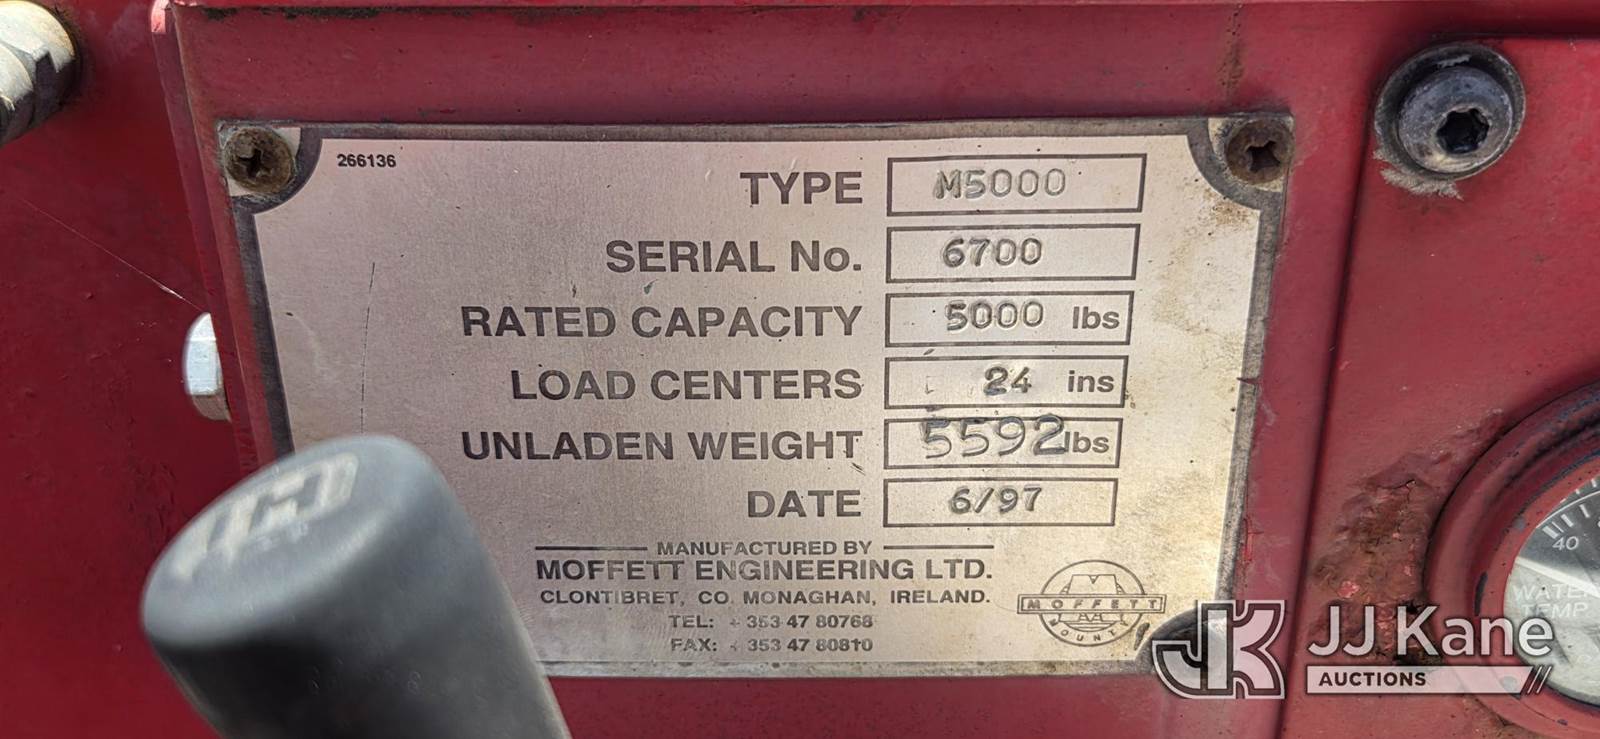 266136
TYPE M5000
SERIAL No. 6700
RATED CAPACITY 5000 lbs
LOAD CENTERS 24 ins
UNLADEN WEIGHT 5592 lbs
DATE 6/97
MANUFACTURED BY
MOFFETT ENGINEERING LTD.
CLONTIBRET, CO. MONAGHAN, IRELAND.
TEL: + 353 47 80768
FAX: + 353 47 80810
MOFFETT
MOUNTY
40
WATER
TEMP
JK JJ Kane
AUCTIONS